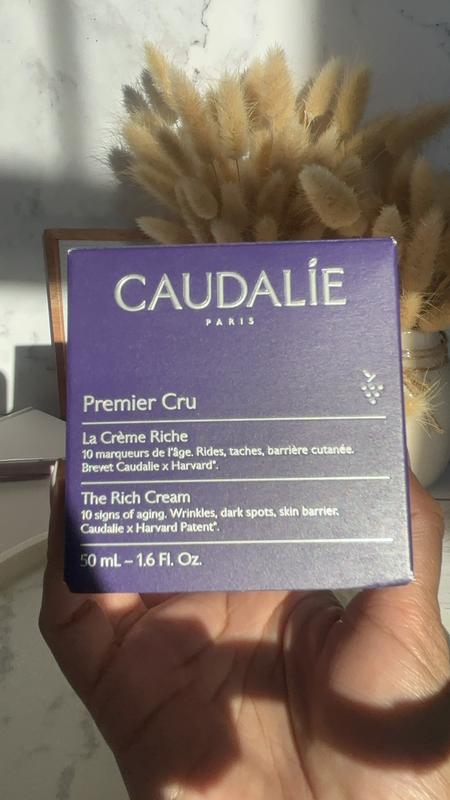 CAUDALÍE
PARIS
Premier Cru
La Crème Riche
10 marqueurs de l'âge. Rides, taches, barrière cutanée.
Brevet Caudalie x Harvard*.
The Rich Cream
10 signs of aging. Wrinkles, dark spots, skin barrier.
Caudalie x Harvard Patent*.
50 mL – 1.6 Fl. Oz.